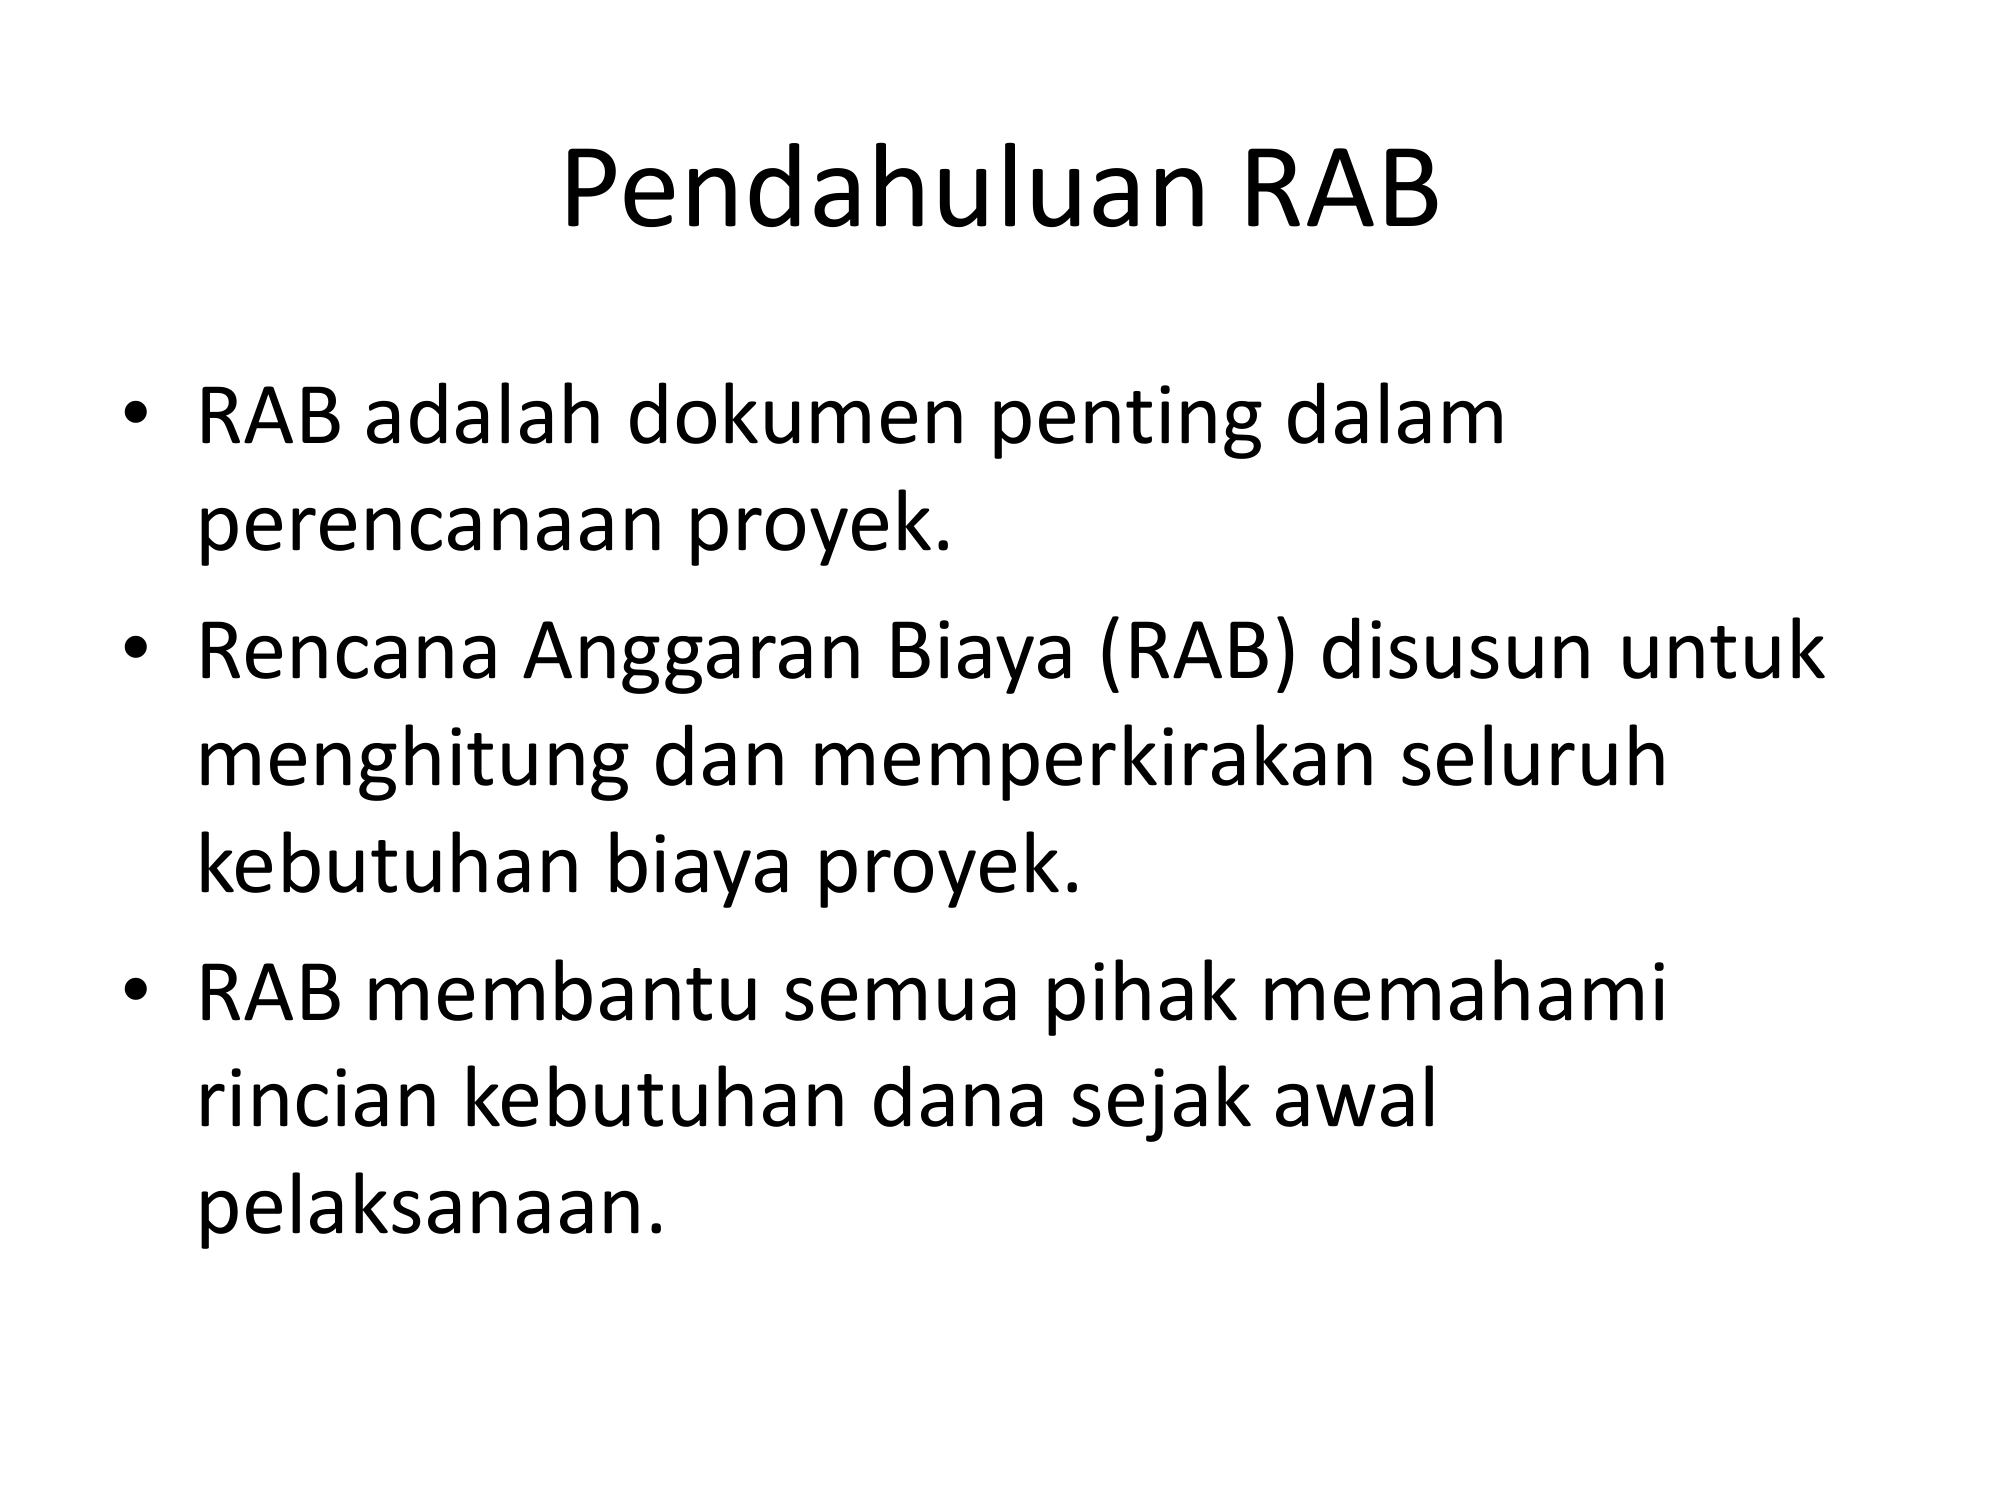 Pendahuluan RAB
• RAB adalah dokumen penting dalam
perencanaan proyek.
• Rencana Anggaran Biaya (RAB) disusun untuk
menghitung dan memperkirakan seluruh
kebutuhan biaya proyek.
• RAB membantu semua pihak memahami
rincian kebutuhan dana sejak awal
pelaksanaan.